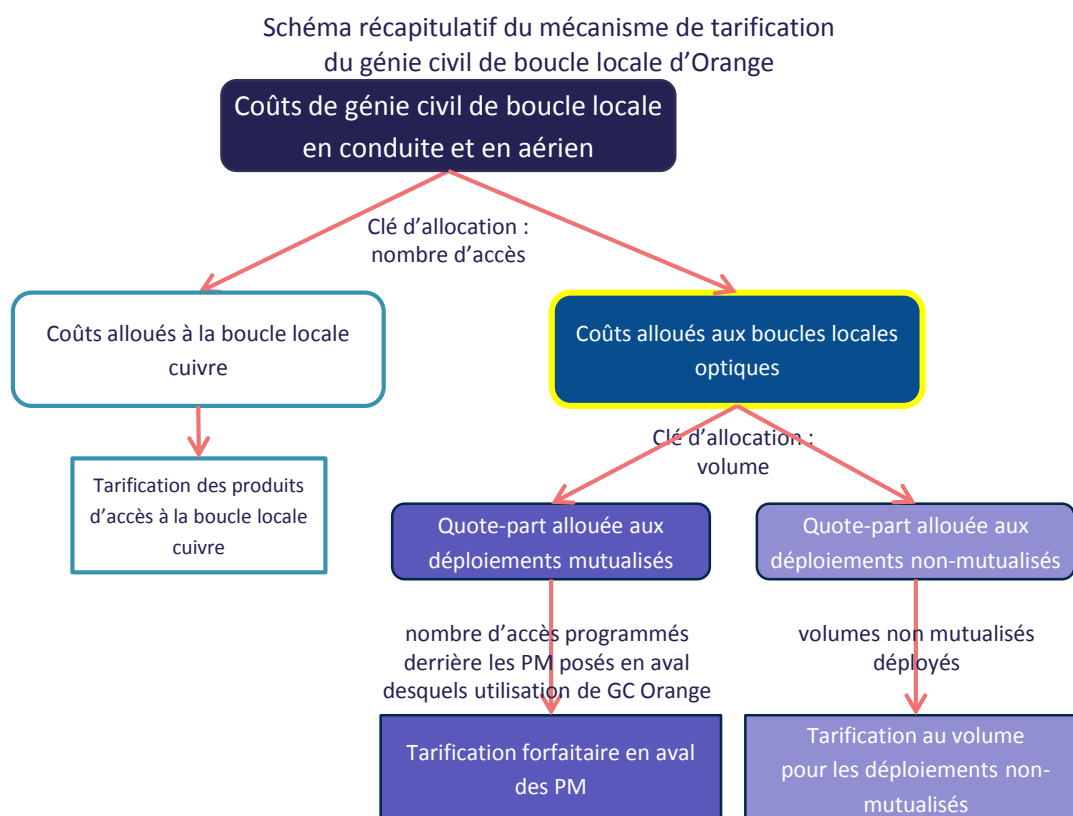 Schéma récapitulatif du mécanisme de tarification
du génie civil de boucle locale d’Orange
Coûts de génie civil de boucle locale
en conduite et en aérien
Clé d’allocation :
nombre d’accès
Coûts alloués à la boucle locale
cuivre
Coûts alloués aux boucles locales
optiques
Tarification des produits
d’accès à la boucle locale
cuivre
Clé d’allocation :
volume
Quote-part allouée aux
déploiements mutualisés
Quote-part allouée aux
déploiements non-mutualisés
nombre d’accès programmés
derrière les PM posés en aval
desquels utilisation de GC Orange
volumes non mutualisés
déployés
Tarification forfaitaire en aval
des PM
Tarification au volume
pour les déploiements non-
mutualisés